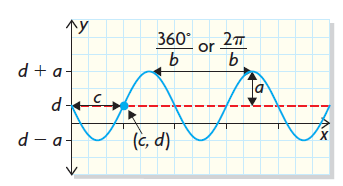 y
360° or 2π
b b
d + a
a
c
d
d − a
(c, d)
x